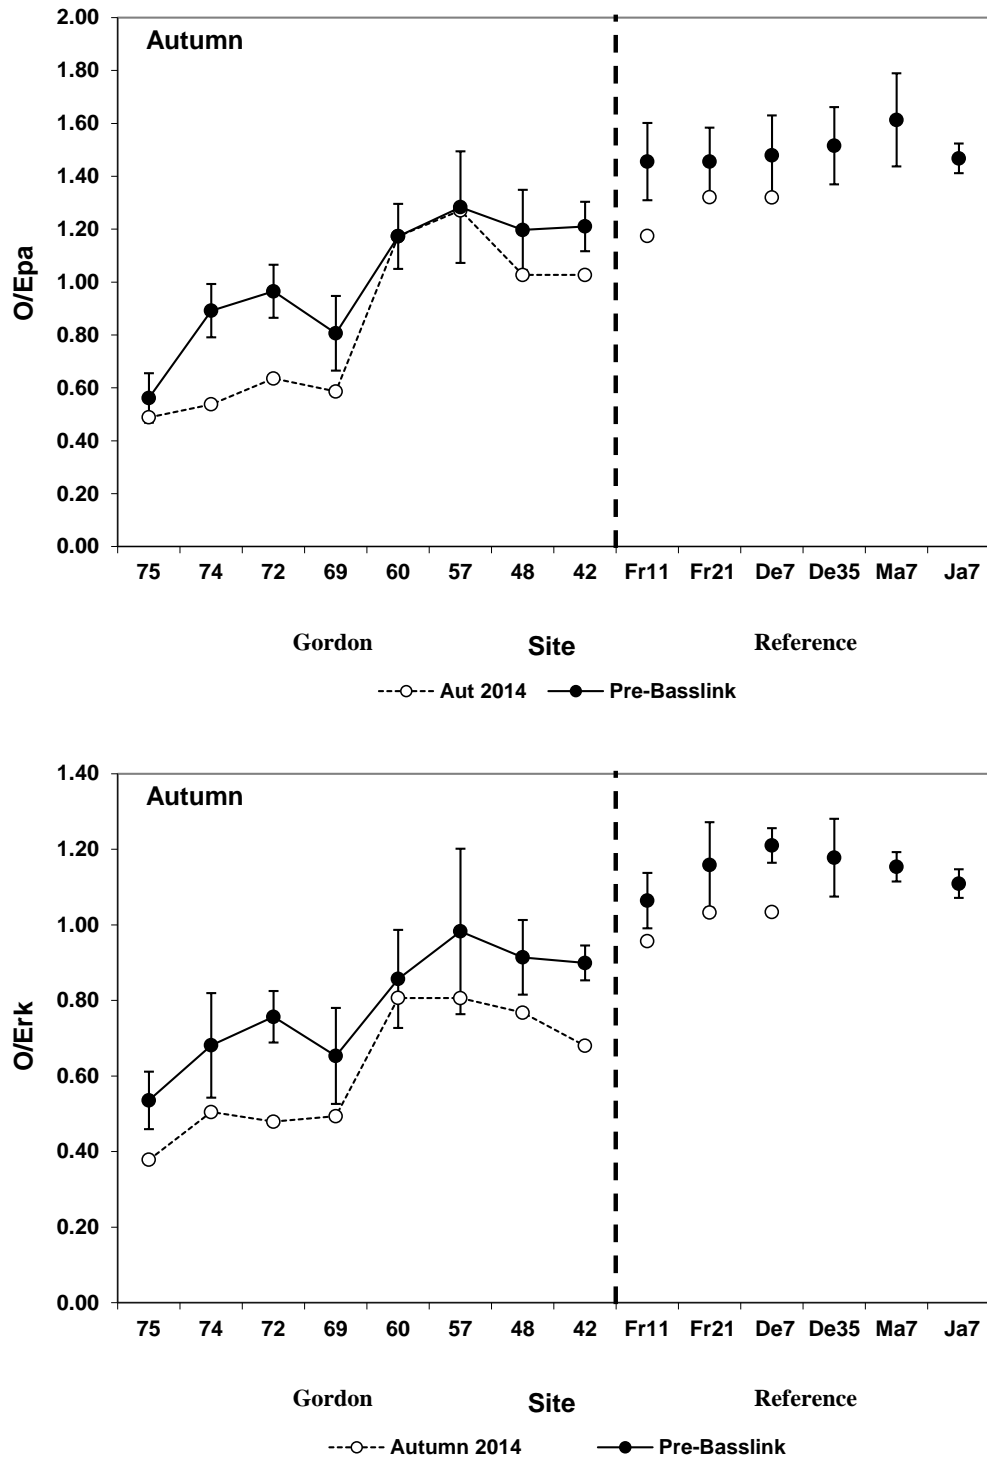 2.00
Autumn
1.80
1.60
1.40
1.20
1.00
0.80
0.60
0.40
0.20
0.00
O/Epa
75 74 72 69 60 57 48 42 Fr11 Fr21 De7 De35 Ma7 Ja7
Gordon Site Reference
Aut 2014 Pre-Basslink
1.40
Autumn
1.20
1.00
0.80
0.60
0.40
0.20
0.00
O/Erk
75 74 72 69 60 57 48 42 Fr11 Fr21 De7 De35 Ma7 Ja7
Gordon Site Reference
Autumn 2014 Pre-Basslink